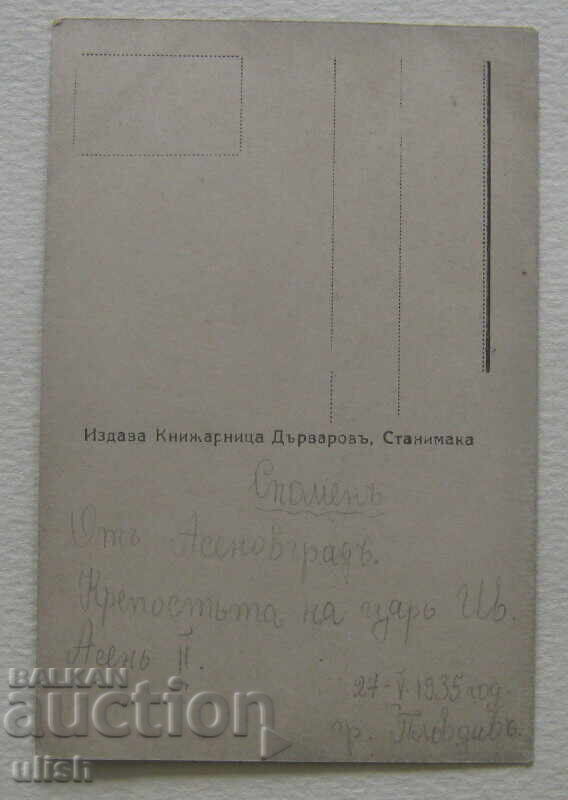 Издава Книжарница Дърваровъ, Станимака
Споменъ
Отъ Асеновградъ.
Крепостьта на царь Ив.
Асень II.
27-V-1935 год.
гр. Пловдивъ.
BALKAN
auction
ulish